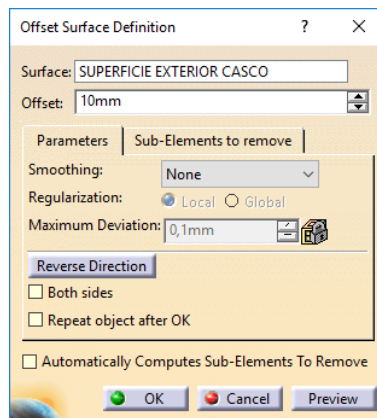 Offset Surface Definition ? ×
Surface: SUPERFICIE EXTERIOR CASCO
Offset: 10mm
Parameters Sub-Elements to remove
Smoothing: None
Regularization: Local Global
Maximum Deviation: 0,1mm
Reverse Direction
Both sides
Repeat object after OK
Automatically Computes Sub-Elements To Remove
OK Cancel Preview